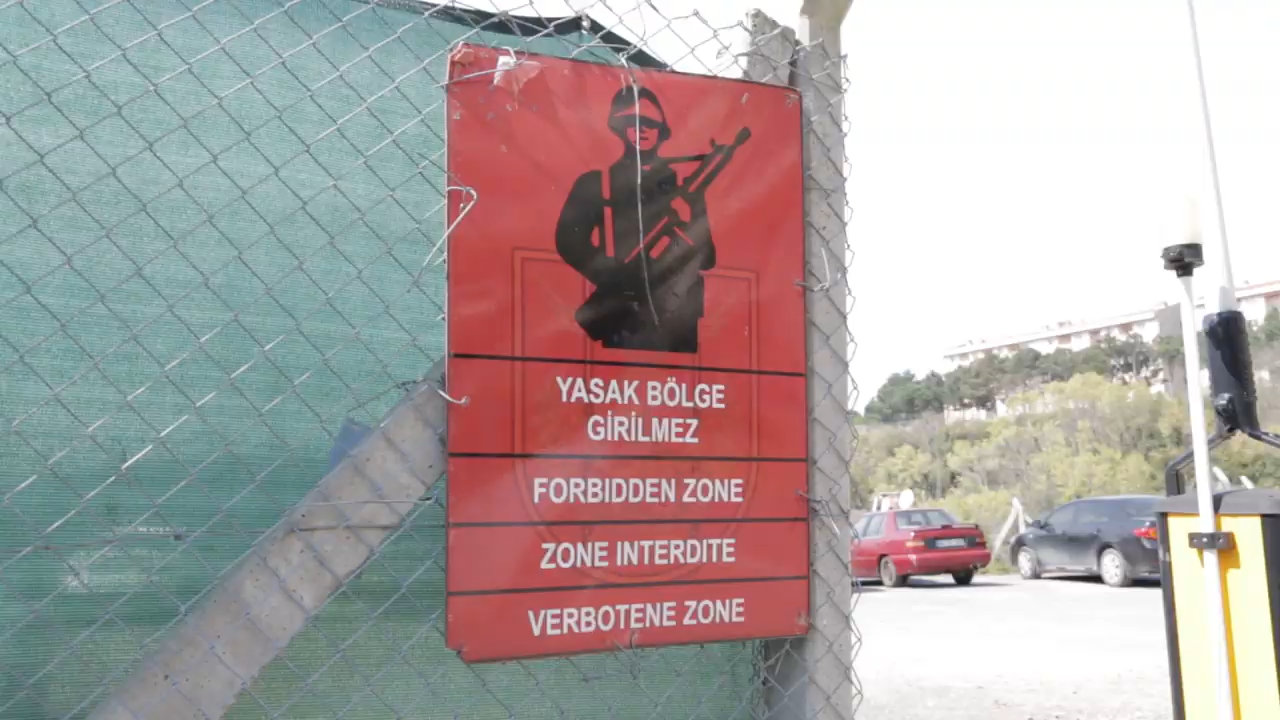 YASAK BÖLGE
GİRİLMEZ
FORBIDDEN ZONE
ZONE INTERDITE
VERBOTENE ZONE